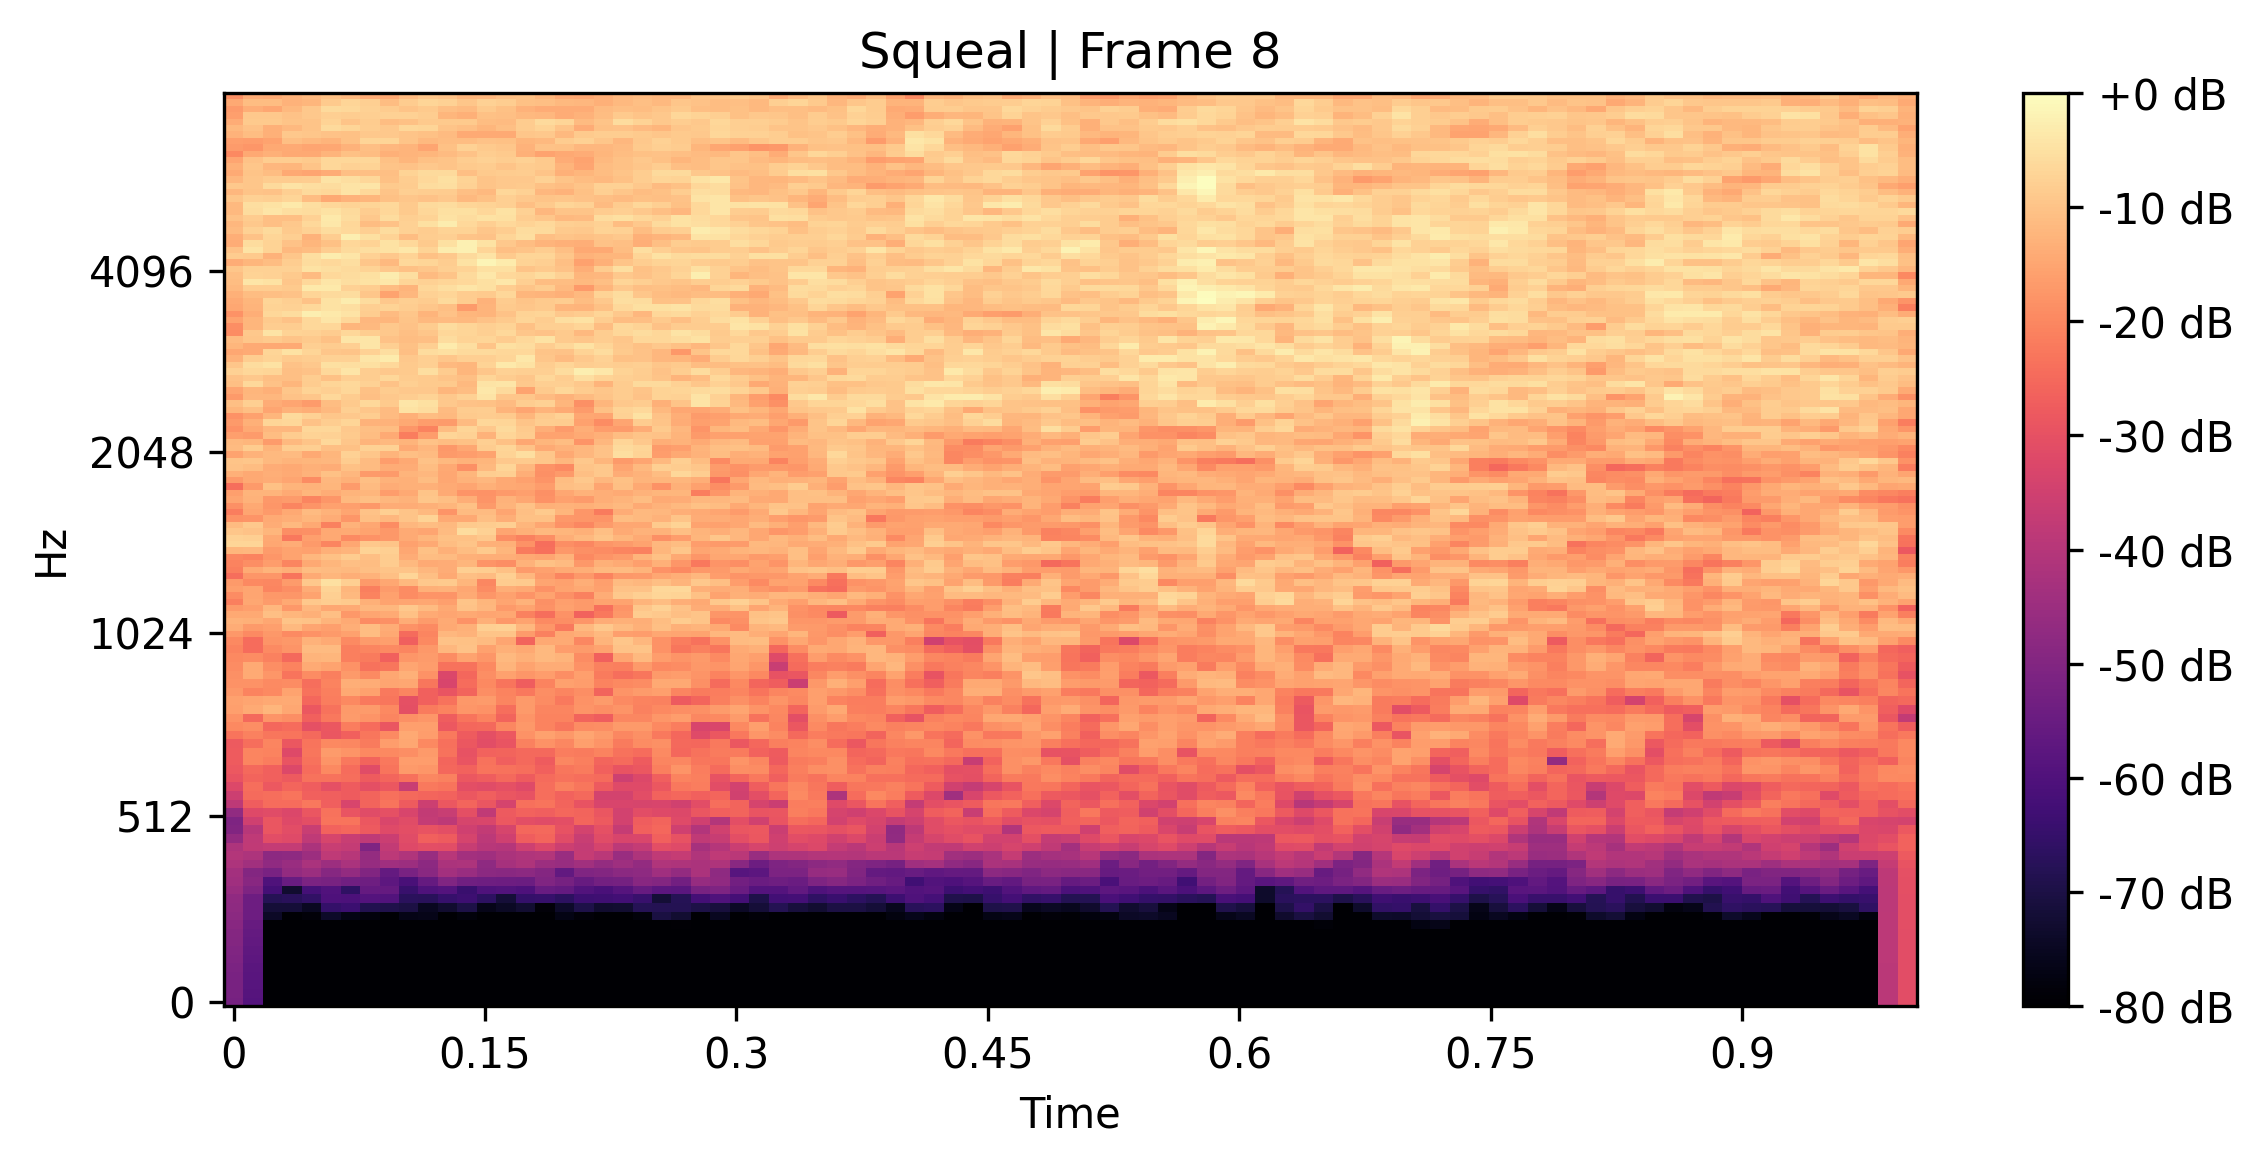 Squeal | Frame 8
Hz
4096
2048
1024
512
0
0 0.15 0.3 0.45 0.6 0.75 0.9
Time
+0 dB
-10 dB
-20 dB
-30 dB
-40 dB
-50 dB
-60 dB
-70 dB
-80 dB